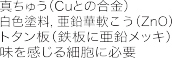 真ちゅう（Cuとの合金）
白色塗料，亜鉛華軟こう（ZnO）
トタン板（鉄板に亜鉛メッキ）
味を感じる細胞に必要